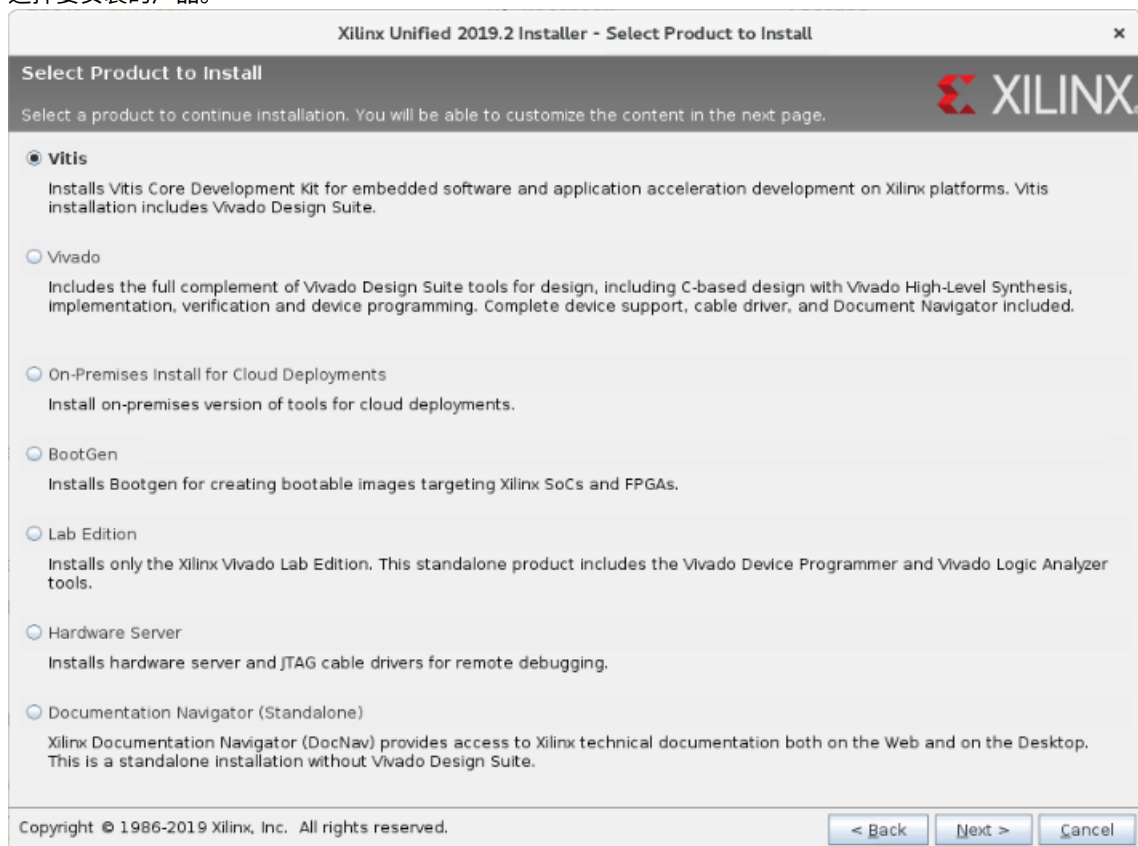 选择要安装的产品。
Xilinx Unified 2019.2 Installer - Select Product to Install
Select Product to Install
Select a product to continue installation. You will be able to customize the content in the next page.
XILINX.
Vitis
Installs Vitis Core Development Kit for embedded software and application acceleration development on Xilinx platforms. Vitis
installation includes Vivado Design Suite.
Vivado
Includes the full complement of Vivado Design Suite tools for design, including C-based design with Vivado High-Level Synthesis,
implementation, verification and device programming. Complete device support, cable driver, and Document Navigator included.
On-Premises Install for Cloud Deployments
Install on-premises version of tools for cloud deployments.
BootGen
Installs Bootgen for creating bootable images targeting Xilinx SoCs and FPGAs.
Lab Edition
Installs only the Xilinx Vivado Lab Edition. This standalone product includes the Vivado Device Programmer and Vivado Logic Analyzer
tools.
Hardware Server
Installs hardware server and JTAG cable drivers for remote debugging.
Documentation Navigator (Standalone)
Xilinx Documentation Navigator (DocNav) provides access to Xilinx technical documentation both on the Web and on the Desktop.
This is a standalone installation without Vivado Design Suite.
Copyright © 1986-2019 Xilinx, Inc. All rights reserved.
< Back Next > Cancel